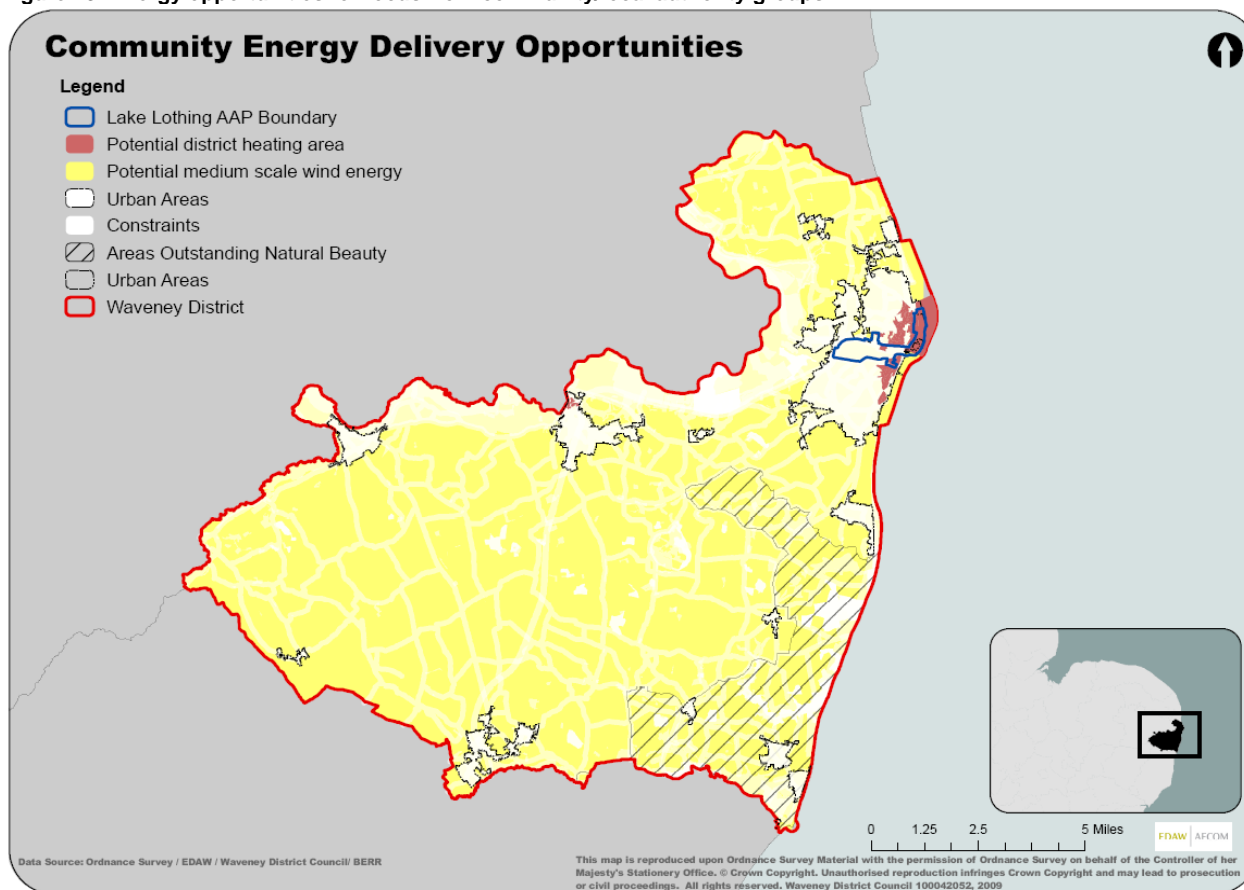 Community Energy Delivery Opportunities
Legend
Lake Lothing AAP Boundary
Potential district heating area
Potential medium scale wind energy
Urban Areas
Constraints
Areas Outstanding Natural Beauty
Urban Areas
Waveney District
0 1.25 2.5 5 Miles
EDAW AECOM
Data Source: Ordnance Survey / EDAW / Waveney District Council/ BERR
This map is reproduced upon Ordnance Survey Material with the permission of Ordnance Survey on behalf of the Controller of her
Majesty's Stationery Office. © Crown Copyright. Unauthorised reproduction infringes Crown Copyright and may lead to prosecution
or civil proceedings. All rights reserved. Waveney District Council 100042052, 2009